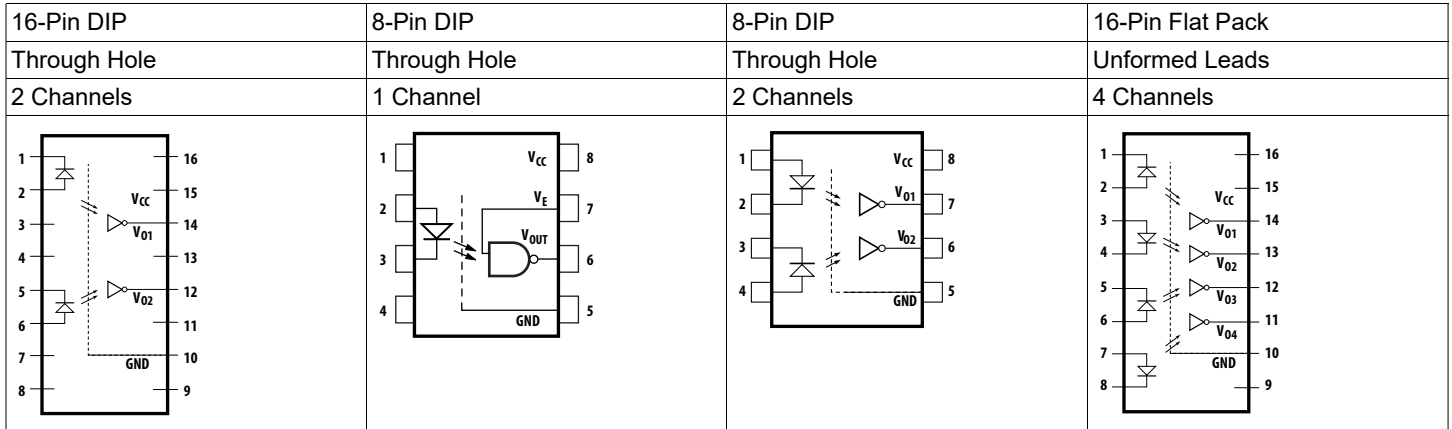 16-Pin DIP
8-Pin DIP
8-Pin DIP
16-Pin Flat Pack
Through Hole
Through Hole
Through Hole
Unformed Leads
2 Channels
1 Channel
2 Channels
4 Channels
1
2
3
4
5
6
7
8
16
15
14
13
12
11
10
9
VCC
VO1
VO2
GND
1
2
3
4
8
7
6
5
VCC
VE
VOUT
GND
1
2
3
4
8
7
6
5
VCC
VO1
VO2
GND
1
2
3
4
5
6
7
8
16
15
14
13
12
11
10
9
VCC
VO1
VO2
VO3
VO4
GND